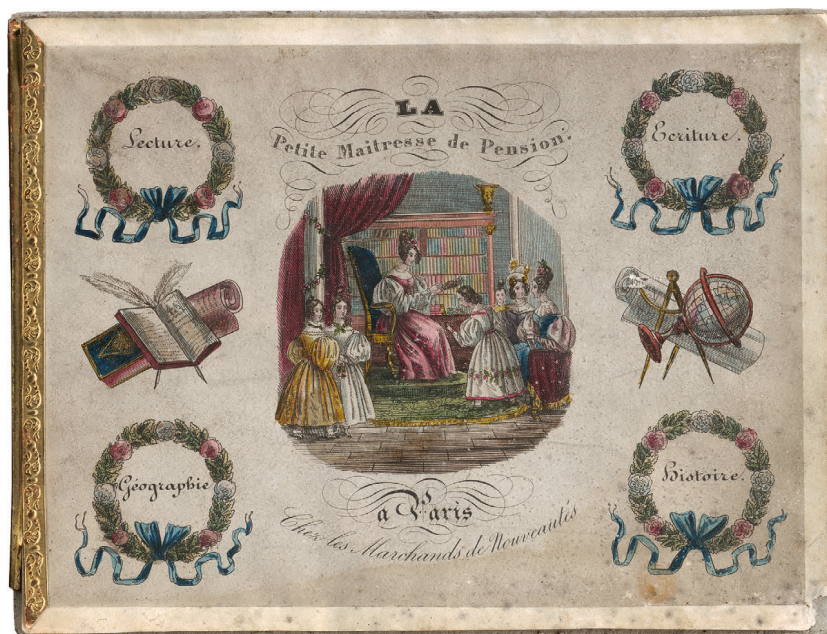 LA
Petite Maitresse de Pension.
Lecture.
Ecriture.
Géographie
Histoire.
a Paris
Chez les Marchands de Nouveautés